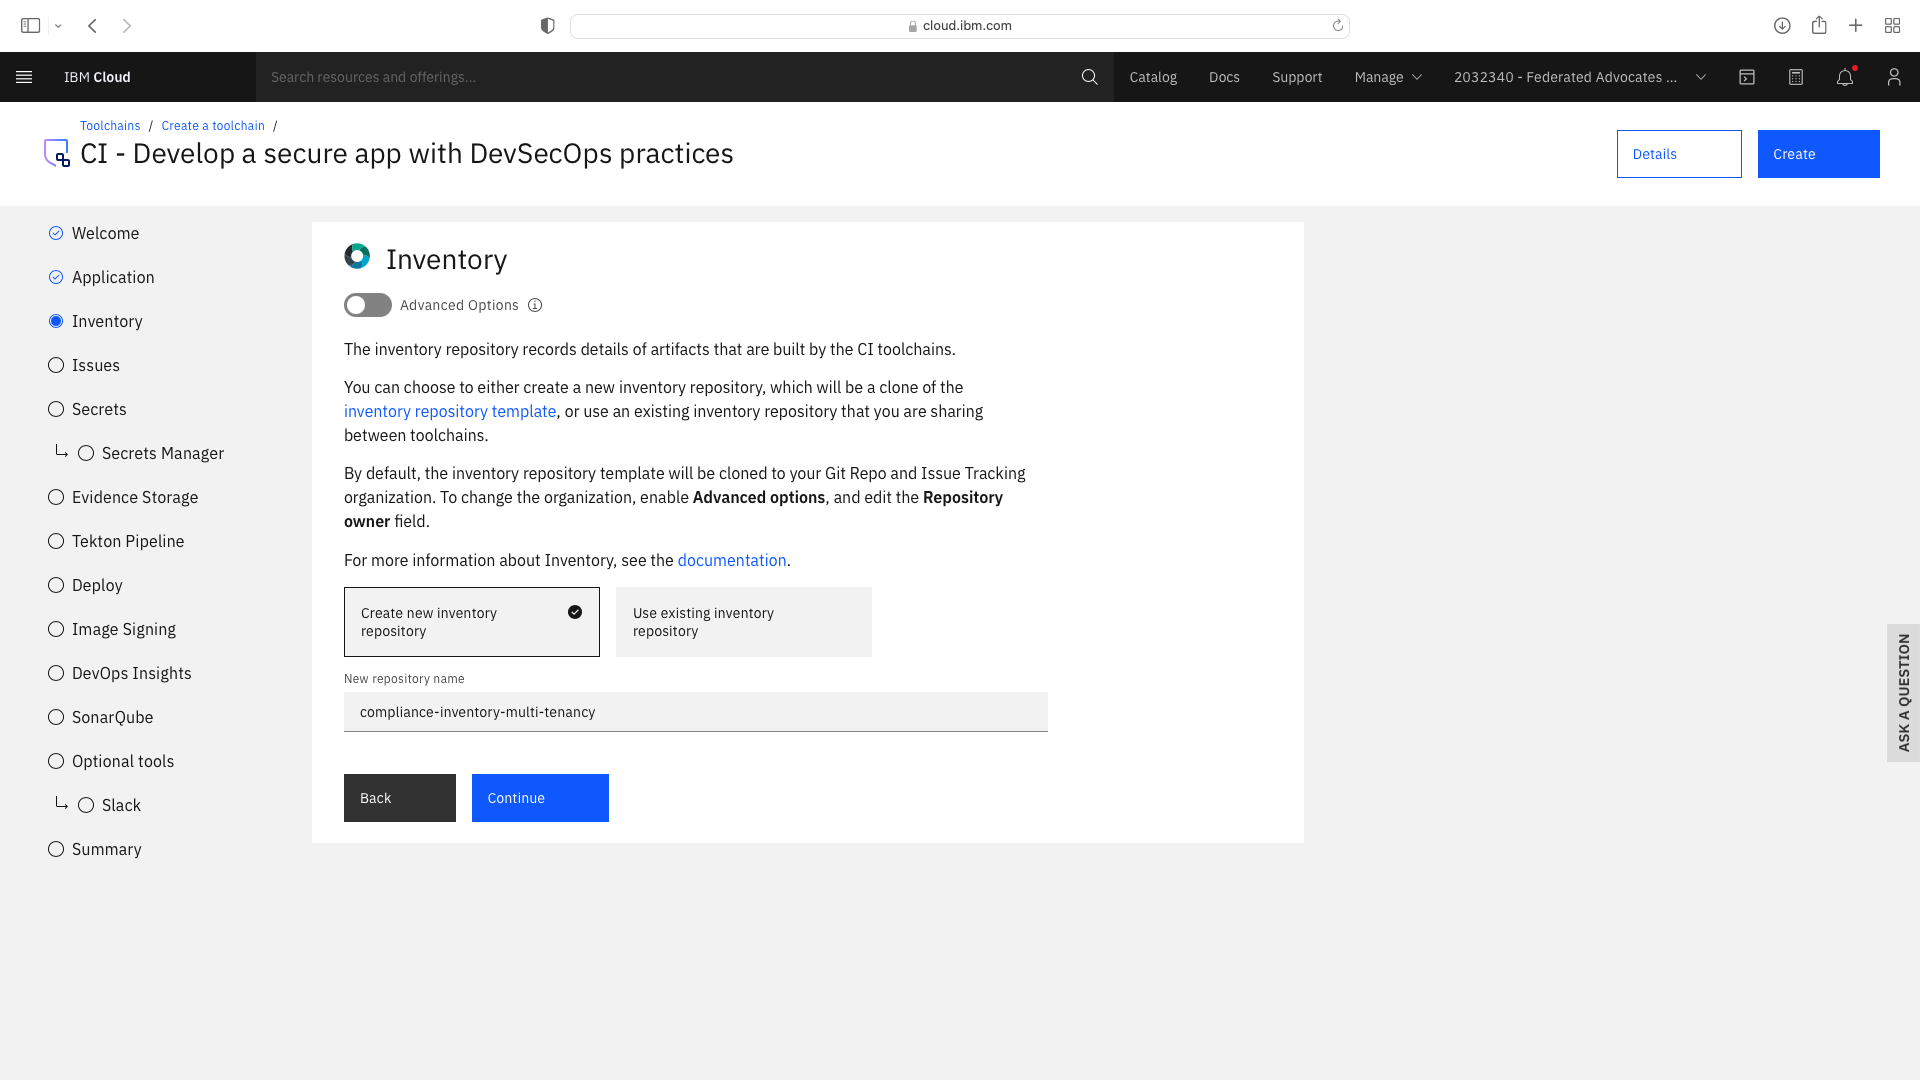 cloud.ibm.com
IBM Cloud
Search resources and offerings...
Catalog
Docs
Support
Manage
2032340 - Federated Advocates ...
Toolchains / Create a toolchain /
CI - Develop a secure app with DevSecOps practices
Details
Create
Welcome
Application
Inventory
Issues
Secrets
Secrets Manager
Evidence Storage
Tekton Pipeline
Deploy
Image Signing
DevOps Insights
SonarQube
Optional tools
Slack
Summary
Inventory
Advanced Options
The inventory repository records details of artifacts that are built by the CI toolchains.
You can choose to either create a new inventory repository, which will be a clone of the
inventory repository template, or use an existing inventory repository that you are sharing
between toolchains.
By default, the inventory repository template will be cloned to your Git Repo and Issue Tracking
organization. To change the organization, enable Advanced options, and edit the Repository
owner field.
For more information about Inventory, see the documentation.
Create new inventory
repository
Use existing inventory
repository
New repository name
compliance-inventory-multi-tenancy
Back
Continue
ASK A QUESTION